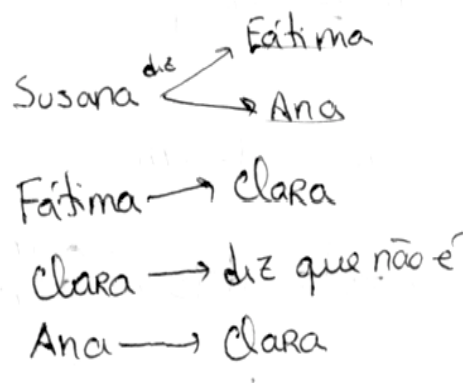 Fátima
Susana diz
Ana
Fátima → Clara
Clara → diz que não é
Ana → Clara